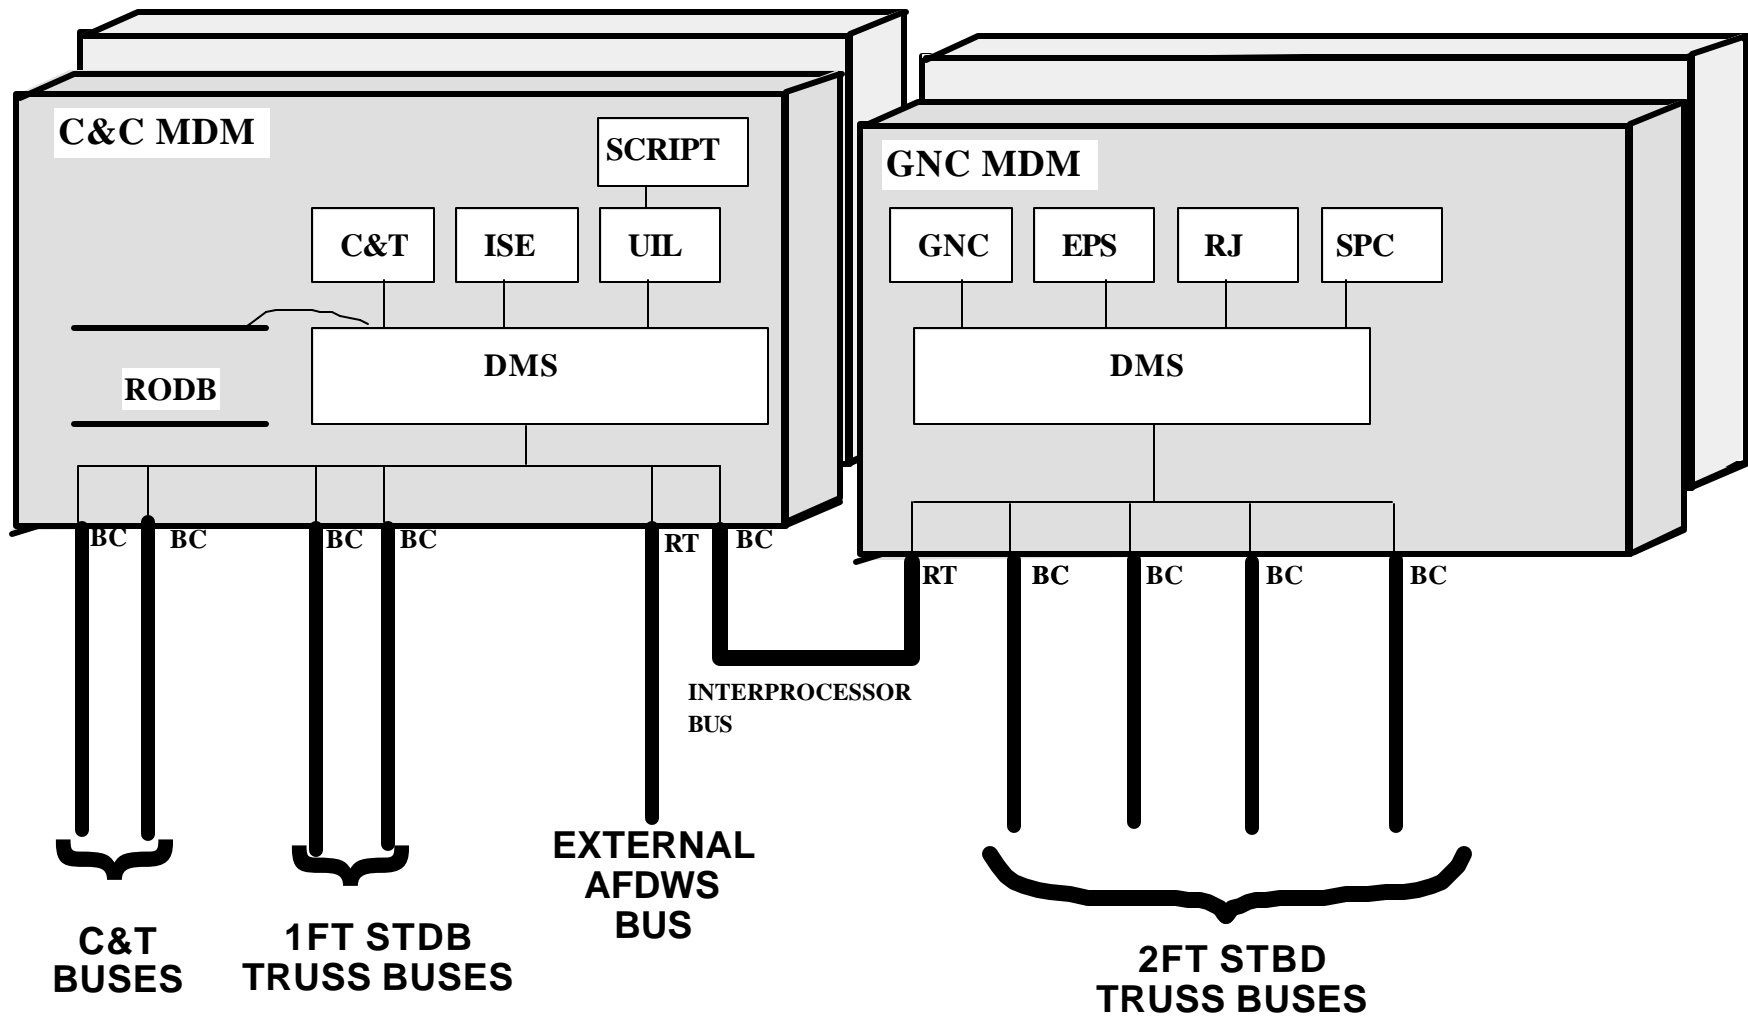 C&C MDM
SCRIPT
C&T
ISE
UIL
DMS
RODB
BC
BC
BC
BC
RT
BC
GNC MDM
GNC
EPS
RJ
SPC
DMS
RT
BC
BC
BC
BC
INTERPROCESSOR
BUS
C&T
BUSES
1FT STDB
TRUSS BUSES
EXTERNAL
AFDWS
BUS
2FT STBD
TRUSS BUSES